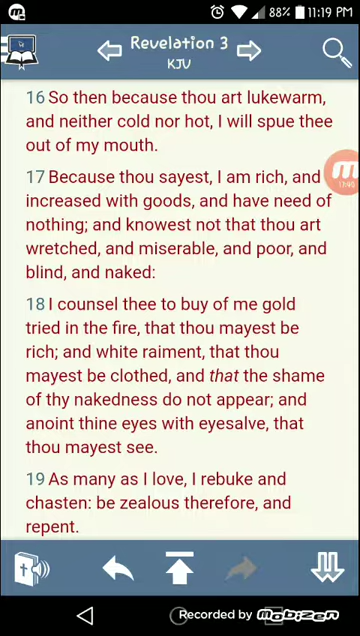 88% 11:19 PM
Revelation 3
KJV
16 So then because thou art lukewarm,
and neither cold nor hot, I will spue thee
out of my mouth.
17 Because thou sayest, I am rich, and
increased with goods, and have need of
nothing; and knowest not that thou art
wretched, and miserable, and poor, and
blind, and naked:
18 I counsel thee to buy of me gold
tried in the fire, that thou mayest be
rich; and white raiment, that thou
mayest be clothed, and that the shame
of thy nakedness do not appear; and
anoint thine eyes with eyesalve, that
thou mayest see.
19 As many as I love, I rebuke and
chasten: be zealous therefore, and
repent.
Recorded by mobizen